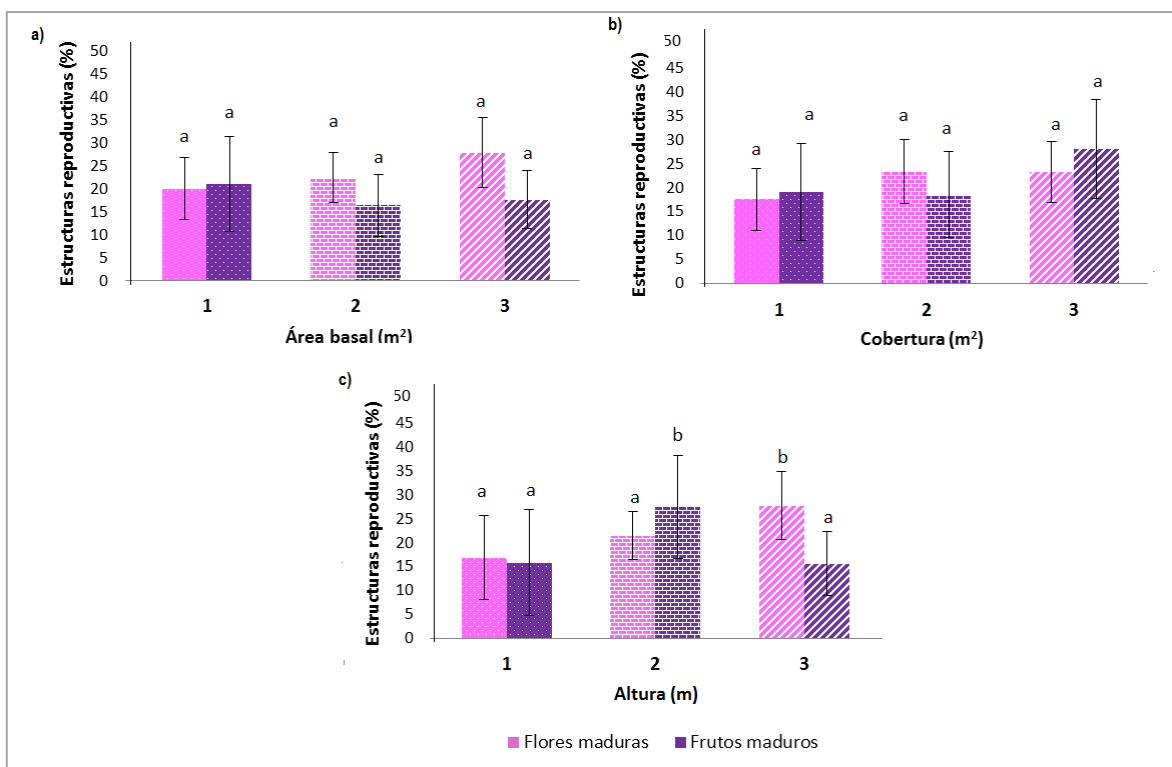 a)
Estructuras reproductivas (%)
50
45
40
35
30
25
20
15
10
5
0
a
a
a
a
a
a
1
2
3
Área basal (m²)
b)
Estructuras reproductivas (%)
50
45
40
35
30
25
20
15
10
5
0
a
a
a
a
a
a
1
2
3
Cobertura (m²)
c)
Estructuras reproductivas (%)
50
45
40
35
30
25
20
15
10
5
0
a
a
a
b
b
a
1
2
3
Altura (m)
Flores maduras
Frutos maduros